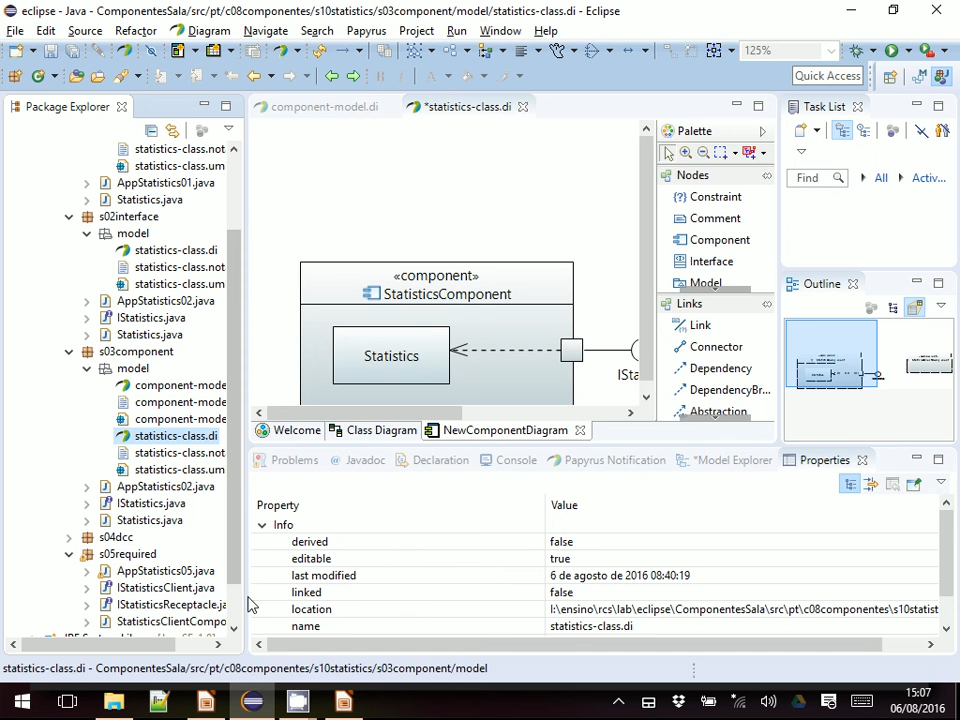 eclipse - Java - ComponentesSala/src/pt/c08componentes/s10statistics/s03component/model/statistics-class.di - Eclipse
File Edit Source Refactor Diagram Navigate Search Papyrus Project Run Window Help
125%
Quick Access
Package Explorer
statistics-class.not
statistics-class.um
AppStatistics01.java
Statistics.java
s02interface
model
statistics-class.di
statistics-class.not
statistics-class.um
AppStatistics02.java
IStatistics.java
Statistics.java
s03component
model
component-mode
component-mode
component-mode
statistics-class.di
statistics-class.not
statistics-class.um
AppStatistics02.java
IStatistics.java
Statistics.java
s04dcc
s05required
AppStatistics05.java
IStatisticsClient.java
IStatisticsReceptacle.ja
StatisticsClientCompo
component-model.di
*statistics-class.di
«component»
StatisticsComponent
Statistics
ISta
Palette
Nodes
Constraint
Comment
Component
Interface
Model
Links
Link
Connector
Dependency
DependencyBr...
Abstraction
Welcome Class Diagram NewComponentDiagram
Task List
Find All Activ...
Outline
Problems Javadoc Declaration Console Papyrus Notification *Model Explorer Properties
Property Value
Info
derived false
editable true
last modified 6 de agosto de 2016 08:40:19
linked false
location I:\ensino\rcs\lab\eclipse\ComponentesSala\src\pt\c08componentes\s10statist
name statistics-class.di
statistics-class.di - ComponentesSala/src/pt/c08componentes/s10statistics/s03component/model
15:07
06/08/2016